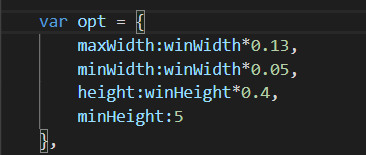 var opt = {
maxWidth:winWidth*0.13,
minWidth:winWidth*0.05,
height:winHeight*0.4,
minHeight:5
},